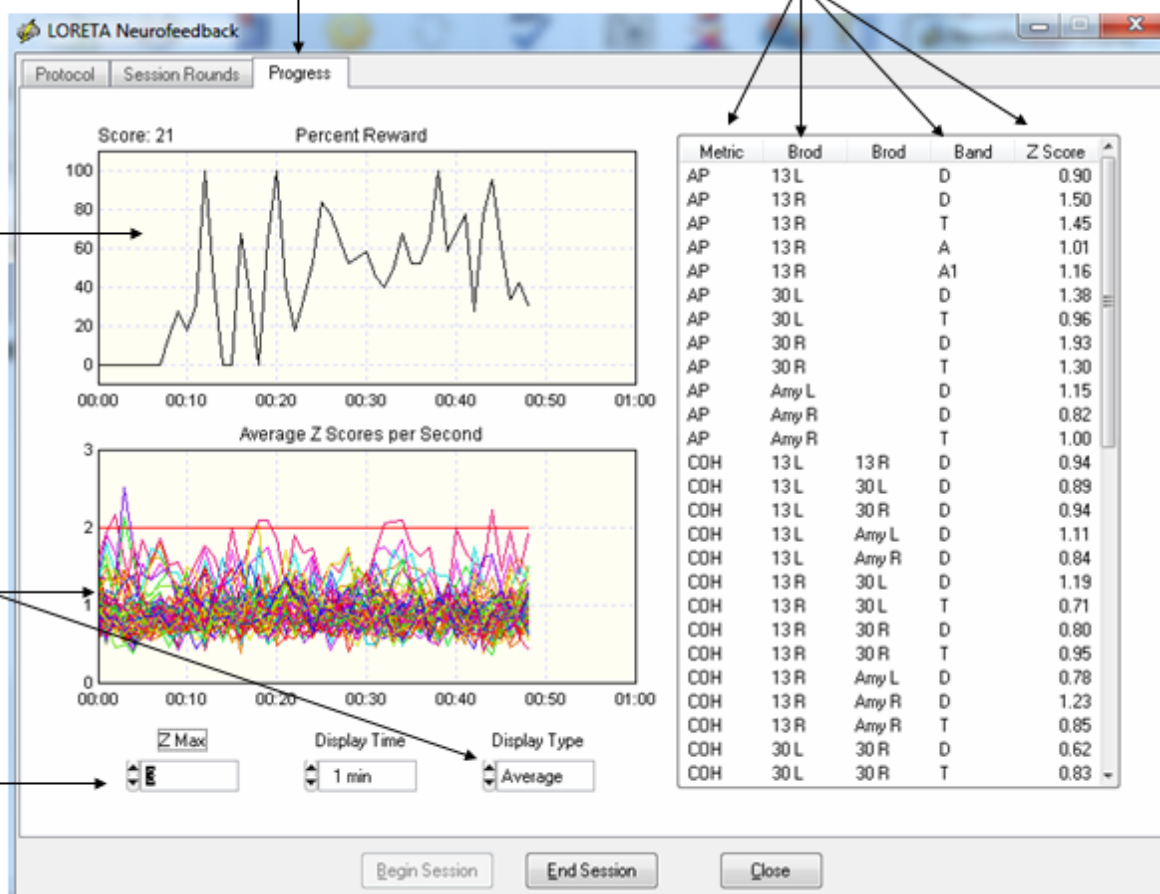 LORETA Neurofeedback
Protocol Session Rounds Progress
Score: 21 Percent Reward
100
80
60
40
20
0
00:00 00:10 00:20 00:30 00:40 00:50 01:00
Average Z Scores per Second
3
2
1
0
00:00 00:10 00:20 00:30 00:40 00:50 01:00
Z Max Display Time Display Type
1 min Average
Metric Brod Brod Band Z Score
AP 13 L D 0.90
AP 13 R D 1.50
AP 13 R T 1.45
AP 13 R A 1.01
AP 13 R A1 1.16
AP 30 L D 1.38
AP 30 L T 0.96
AP 30 R D 1.93
AP 30 R T 1.30
AP Amy L D 1.15
AP Amy R D 0.82
AP Amy R T 1.00
COH 13 L 13 R D 0.94
COH 13 L 30 L D 0.89
COH 13 L 30 R D 0.94
COH 13 L Amy L D 1.11
COH 13 L Amy R D 0.84
COH 13 R 30 L D 1.19
COH 13 R 30 L T 0.71
COH 13 R 30 R D 0.80
COH 13 R 30 R T 0.95
COH 13 R Amy L D 0.78
COH 13 R Amy R D 1.23
COH 13 R Amy R T 0.85
COH 30 L 30 R D 0.62
COH 30 L 30 R T 0.83
Begin Session End Session Close